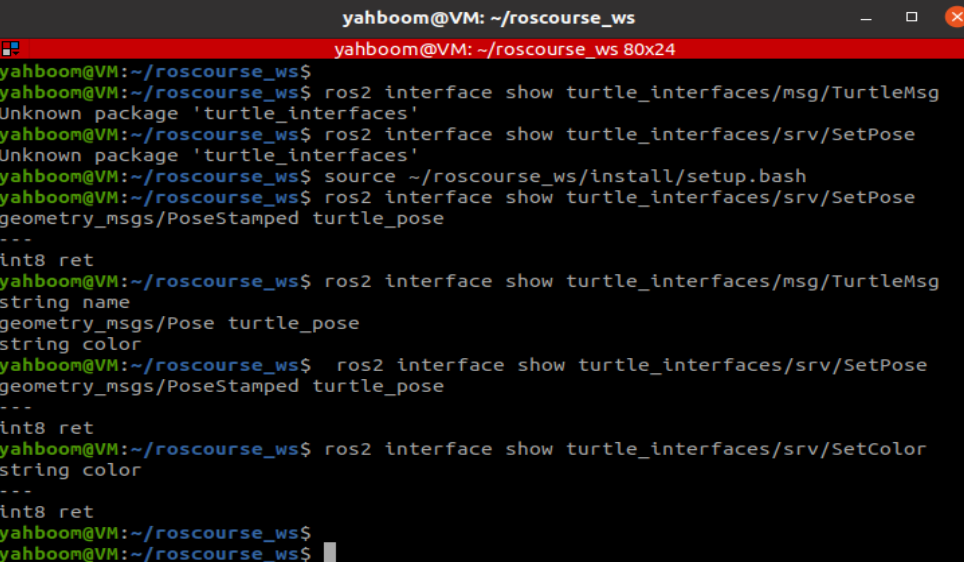 yahboom@VM: ~/roscourse_ws
yahboom@VM: ~/roscourse_ws 80x24
yahboom@VM:~/roscourse_ws$
yahboom@VM:~/roscourse_ws$ ros2 interface show turtle_interfaces/msg/TurtleMsg
Unknown package 'turtle_interfaces'
yahboom@VM:~/roscourse_ws$ ros2 interface show turtle_interfaces/srv/SetPose
Unknown package 'turtle_interfaces'
yahboom@VM:~/roscourse_ws$ source ~/roscourse_ws/install/setup.bash
yahboom@VM:~/roscourse_ws$ ros2 interface show turtle_interfaces/srv/SetPose
geometry_msgs/PoseStamped turtle_pose
---
int8 ret
yahboom@VM:~/roscourse_ws$ ros2 interface show turtle_interfaces/msg/TurtleMsg
string name
geometry_msgs/Pose turtle_pose
string color
yahboom@VM:~/roscourse_ws$  ros2 interface show turtle_interfaces/srv/SetPose
geometry_msgs/PoseStamped turtle_pose
---
int8 ret
yahboom@VM:~/roscourse_ws$ ros2 interface show turtle_interfaces/srv/SetColor
string color
---
int8 ret
yahboom@VM:~/roscourse_ws$
yahboom@VM:~/roscourse_ws$